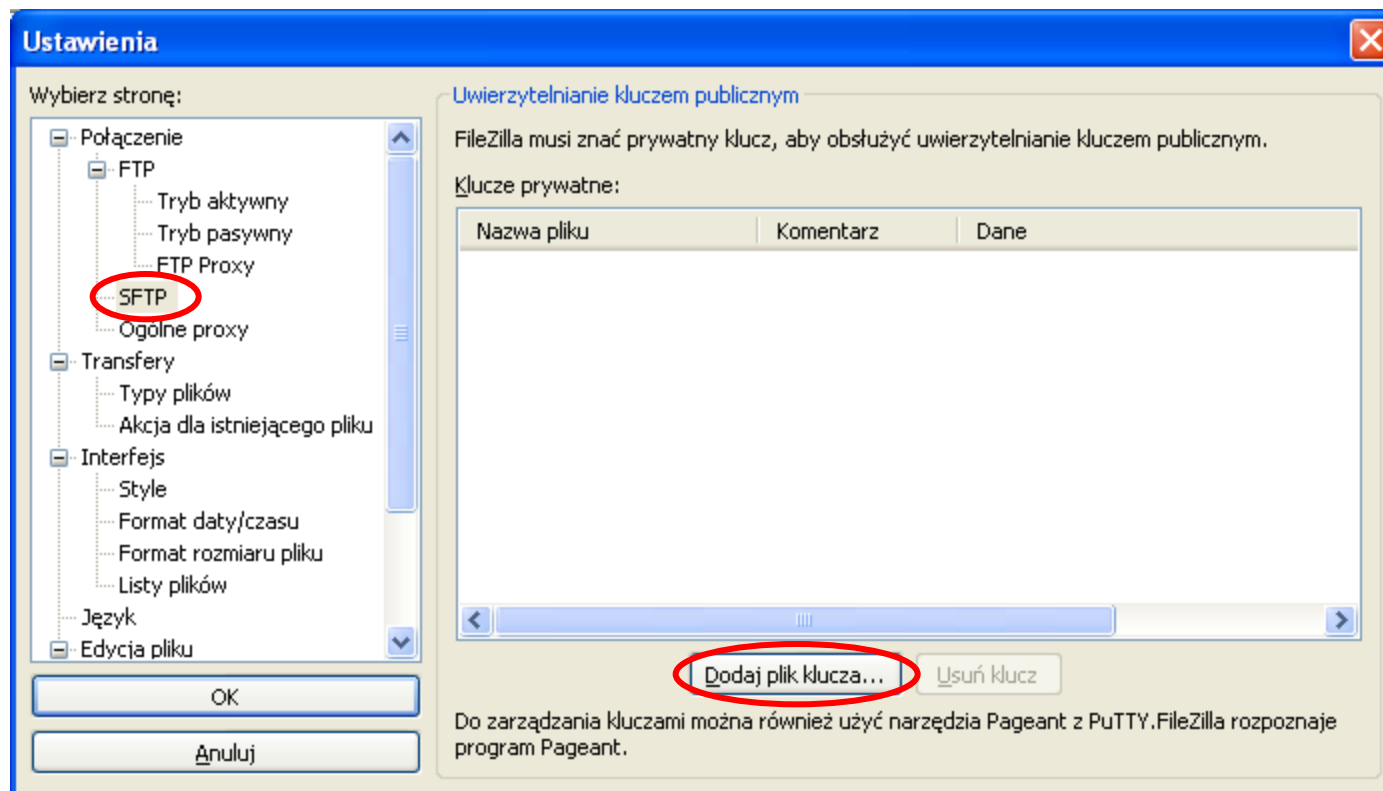 Ustawienia
Wybierz stronę:
Połączenie
FTP
Tryb aktywny
Tryb pasywny
FTP Proxy
SFTP
Ogólne proxy
Transfery
Typy plików
Akcja dla istniejącego pliku
Interfejs
Style
Format daty/czasu
Format rozmiaru pliku
Listy plików
Język
Edycja pliku
OK
Anuluj
Uwierzytelnianie kluczem publicznym
FileZilla musi znać prywatny klucz, aby obsłużyć uwierzytelnianie kluczem publicznym.
Klucze prywatne:
Nazwa pliku Komentarz Dane
Dodaj plik klucza... Usuń klucz
Do zarządzania kluczami można również użyć narzędzia Pageant z PuTTY.FileZilla rozpoznaje
program Pageant.